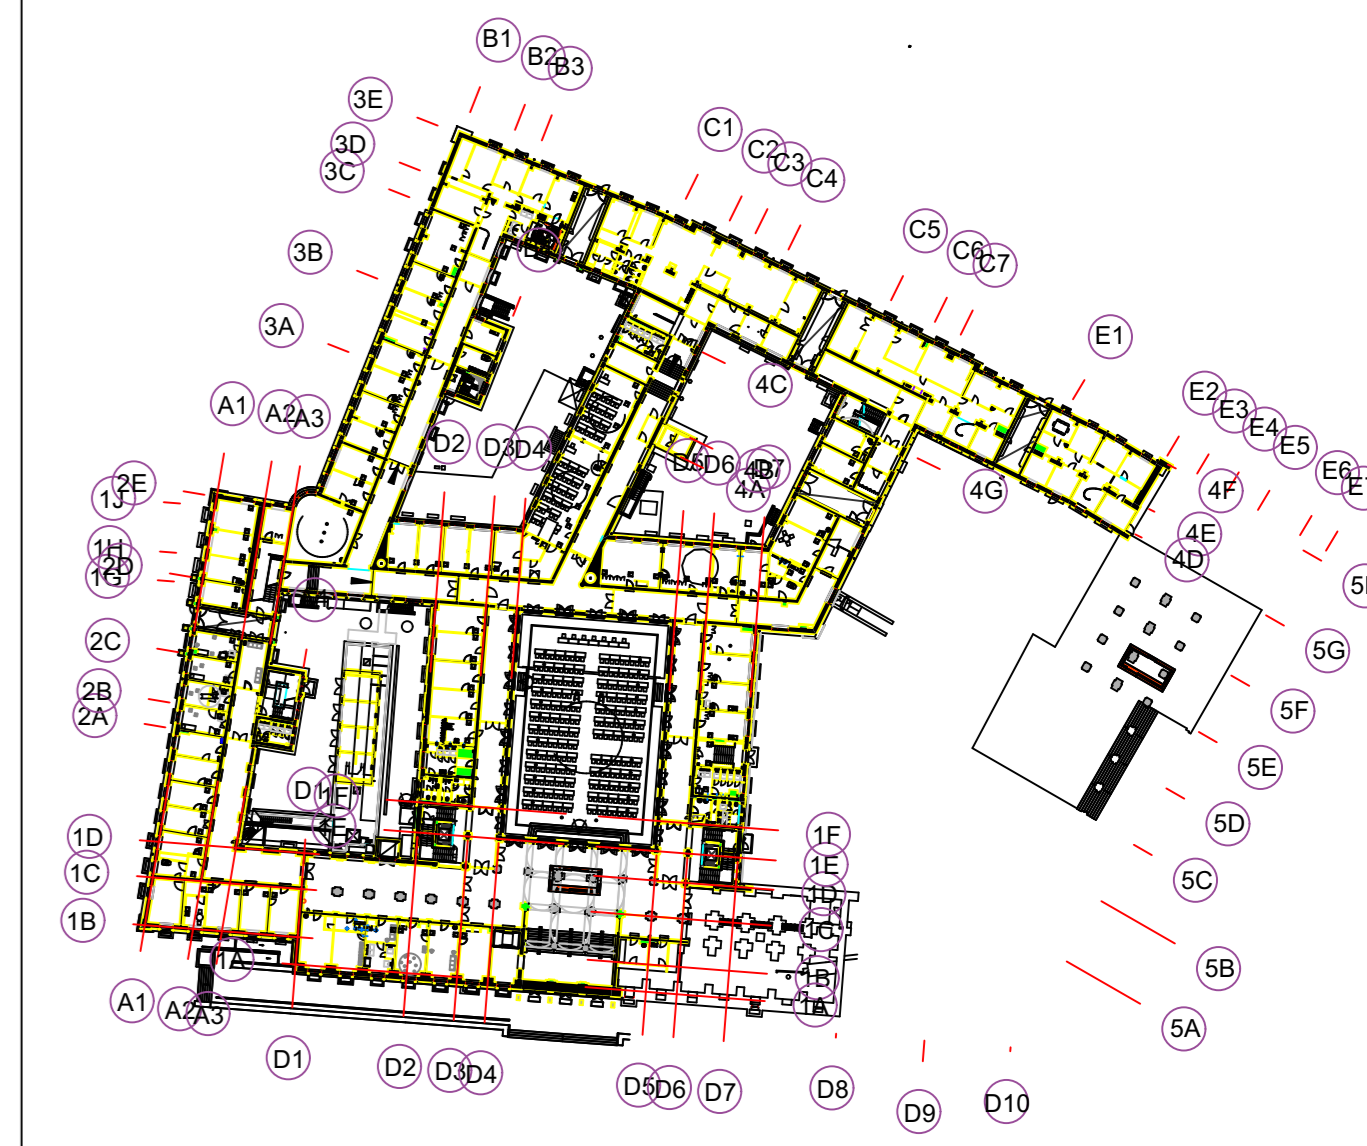 B1
B2
B3
3E
3D
3C
C1
C2
C3
C4
3B
C5
C6
C7
3A
E1
4C
A1
A2
A3
D2
D3
D4
D5
D6
D7
4B
4A
E2
E3
E4
E5
E6
4G
4F
4E
4D
2E
1J
1H
2D
1G
2C
2B
2A
5G
5F
5E
5D
5C
5B
5A
D1
1F
1E
1D
1C
1B
1A
1F
1E
1D
1C
1B
1A
A1
A2
A3
D1
D2
D3
D4
D5
D6
D7
D8
D9
D10